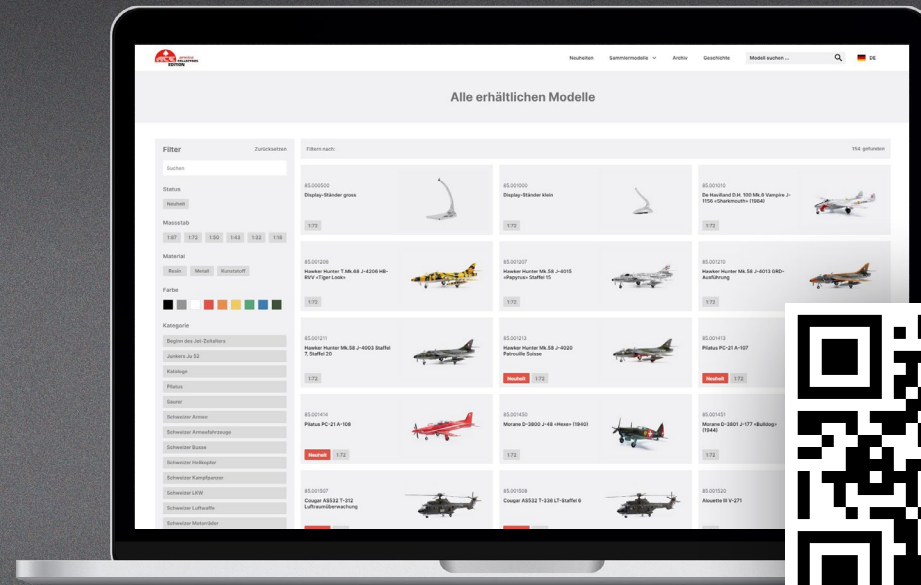 ACE
EDITION
Neuheiten
Sammlermodelle
Archiv
Geschichte
Modell suchen ...
DE
Alle erhältlichen Modelle
Filter
Zurücksetzen
Suchen
Status
Neuheit
Massstab
1:87 1:72 1:50 1:43 1:22 1:18
Material
Resin Metall Kunststoff
Farbe
Kategorie
Beginn des Jet-Zeitalters
Junkers Ju 52
Kataloge
Pilatus
Saurer
Schweizer Armee
Schweizer Armeefahrzeuge
Schweizer Busse
Schweizer Helikopter
Schweizer Kampfpanzer
Schweizer LKW
Schweizer Luftwaffe
Schweizer Motorräder
Filtern nach:
154 gefunden
85.000500
Display-Ständer gross
1:72
85.001000
Display-Ständer klein
1:72
85.001010
De Havilland D.H. 100 Mk.6 Vampire J-
1156 «Sharkmouth» (1984)
1:72
85.001206
Hawker Hunter T.Mk.68 J-4206 HB-
RVV «Tiger Look»
1:72
85.001207
Hawker Hunter Mk.58 J-4015
«Papyrus» Staffel 15
1:72
85.001210
Hawker Hunter Mk.58 J-4013 GRD-
Ausführung
1:72
85.001211
Hawker Hunter Mk.58 J-4003 Staffel
7, Staffel 20
1:72
85.001213
Hawker Hunter Mk.58 J-4020
Patrouille Suisse
Neuheit 1:72
85.001413
Pilatus PC-21 A-107
Neuheit 1:72
85.001414
Pilatus PC-21 A-108
Neuheit 1:72
85.001450
Morane D-3800 J-48 «Hexe» (1940)
1:72
85.001451
Morane D-3801 J-177 «Bulldog»
(1944)
1:72
85.001507
Cougar AS532 T-312
Luftraumüberwachung
85.001508
Cougar AS532 T-336 LT-Staffel 6
85.001520
Alouette III V-271